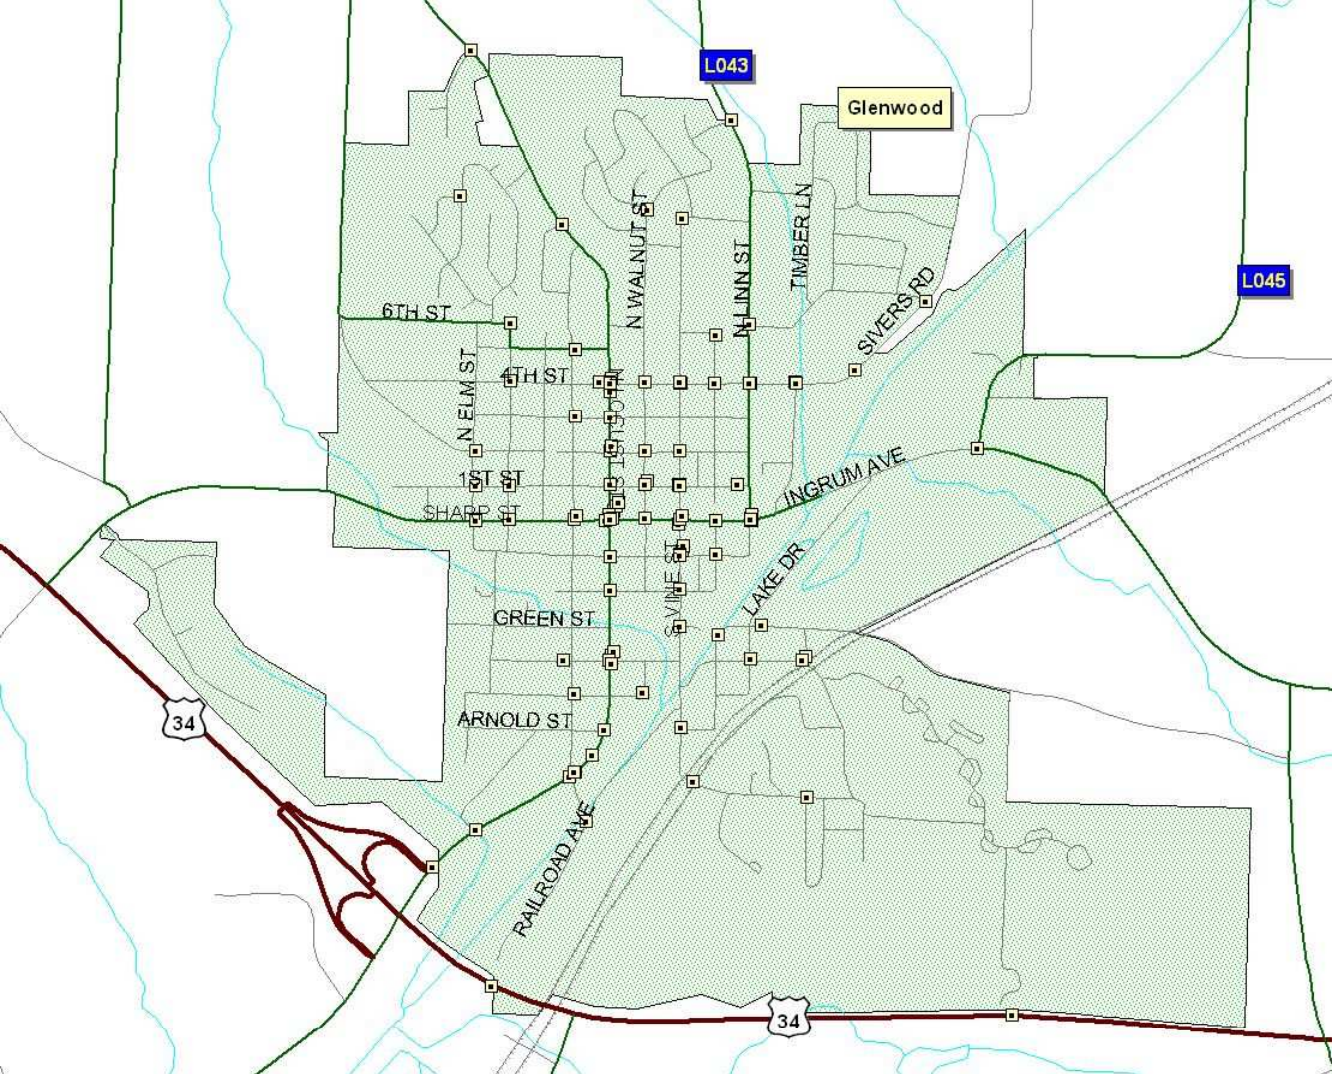 L043
Glenwood
L045
N WALNUT ST
N LINN ST
TIMBER LN
SIVERS RD
6TH ST
N ELM ST
4TH ST
1ST ST
SHARP ST
INGRUM AVE
S VINE ST
LAKE DR
GREEN ST
ARNOLD ST
34
RAILROAD AVE
34